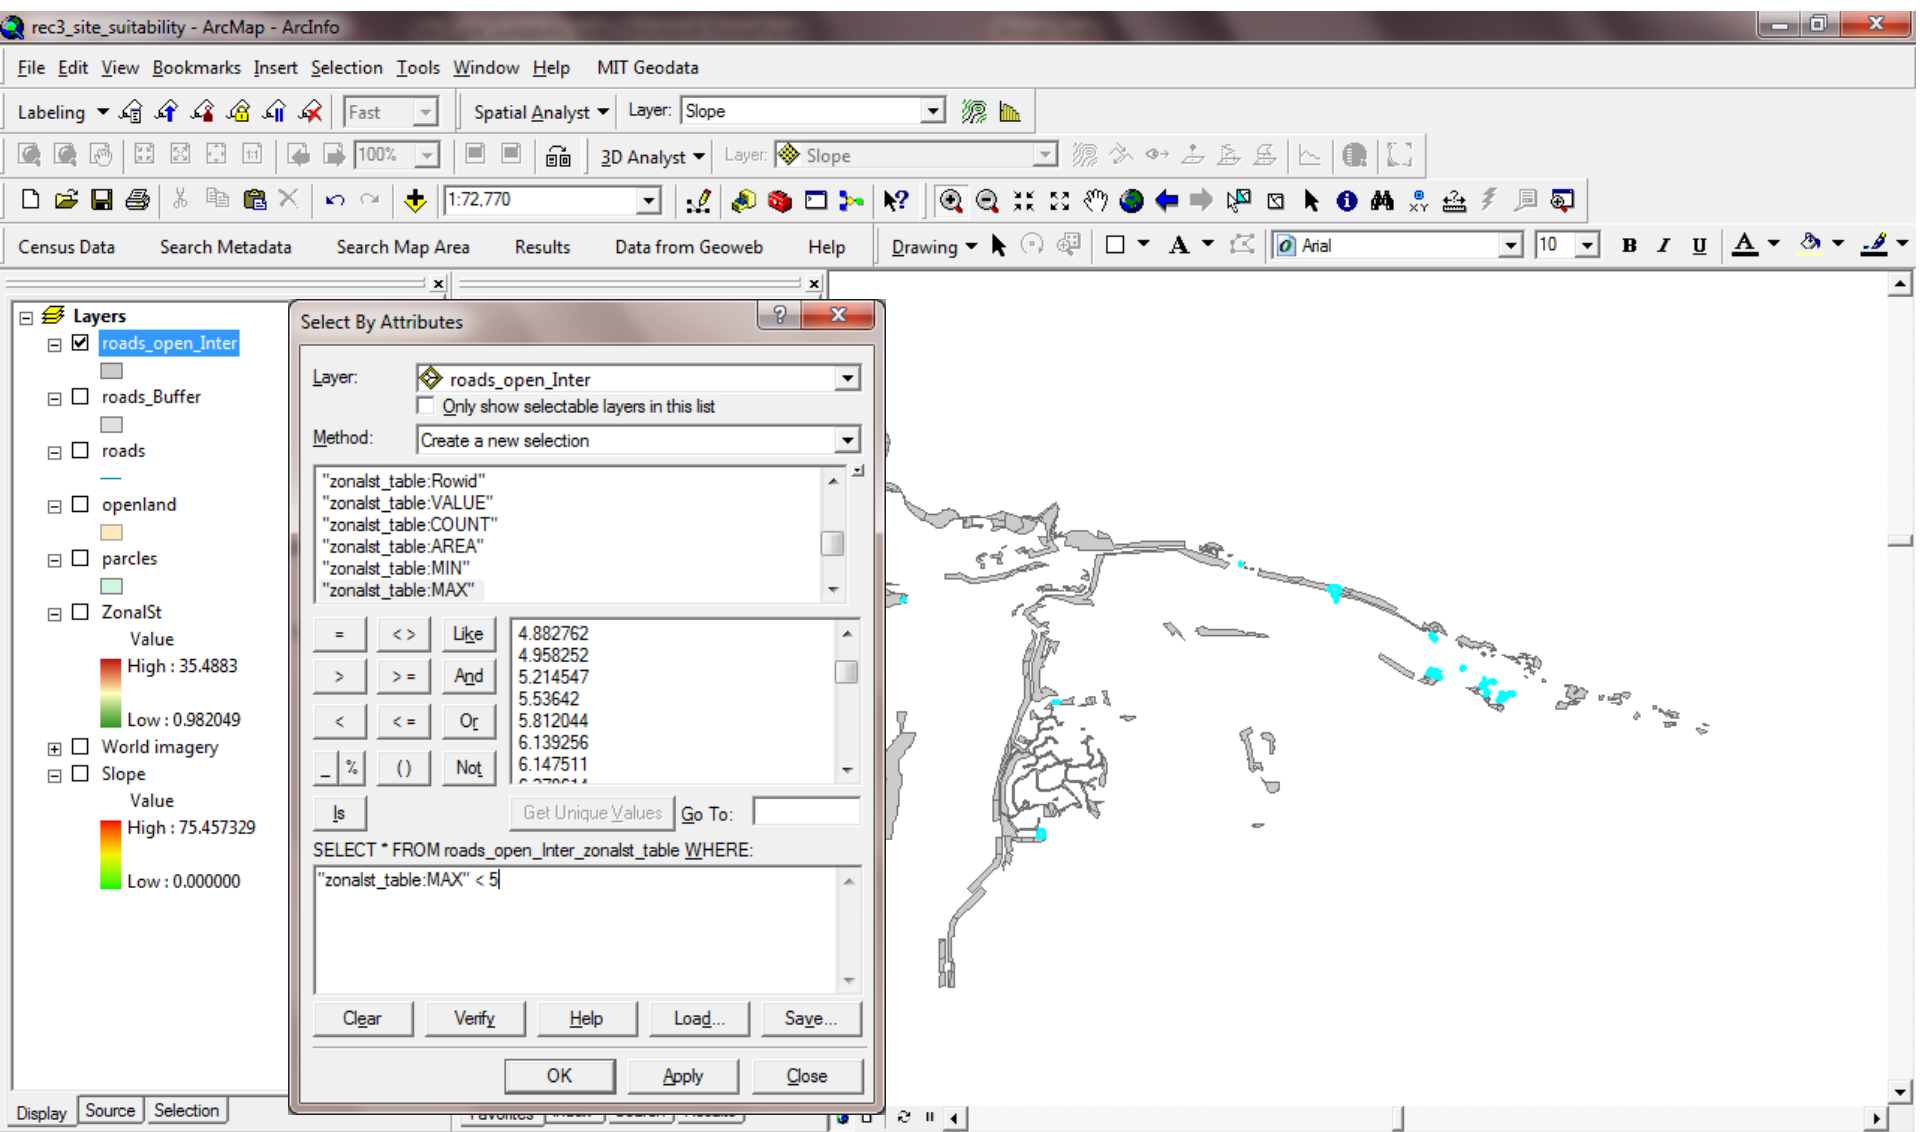 rec3_site_suitability - ArcMap - ArcInfo
File Edit View Bookmarks Insert Selection Tools Window Help MIT Geodata
Labeling Fast Spatial Analyst Layer: Slope
1:1 100% 3D Analyst Layer: Slope
1:72,770
Census Data Search Metadata Search Map Area Results Data from Geoweb Help Drawing A Arial 10 B I U A
Layers
roads_open_Inter
roads_Buffer
roads
openland
parcles
ZonalSt
Value
High : 35.4883
Low : 0.982049
World imagery
Slope
Value
High : 75.457329
Low : 0.000000
Display Source Selection
Select By Attributes
Layer: roads_open_Inter
Only show selectable layers in this list
Method: Create a new selection
"zonalst_table:Rowid"
"zonalst_table:VALUE"
"zonalst_table:COUNT"
"zonalst_table:AREA"
"zonalst_table:MIN"
"zonalst_table:MAX"
= <> Like
> >= And
< <= Or
_ % () Not
Is
4.882762
4.958252
5.214547
5.53642
5.812044
6.139256
6.147511
Get Unique Values Go To:
SELECT * FROM roads_open_Inter_zonalst_table WHERE:
"zonalst_table:MAX" < 5
Clear Verify Help Load... Save...
OK Apply Close